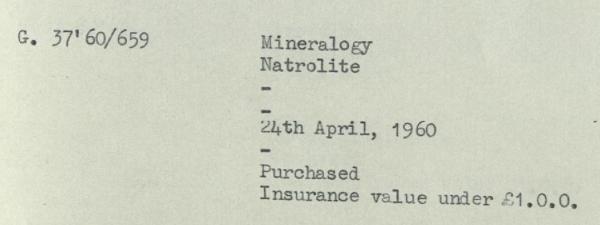 G. 37'60/659 Mineralogy
Natrolite
-
-
24th April, 1960
-
Purchased
Insurance value under £1.0.0.